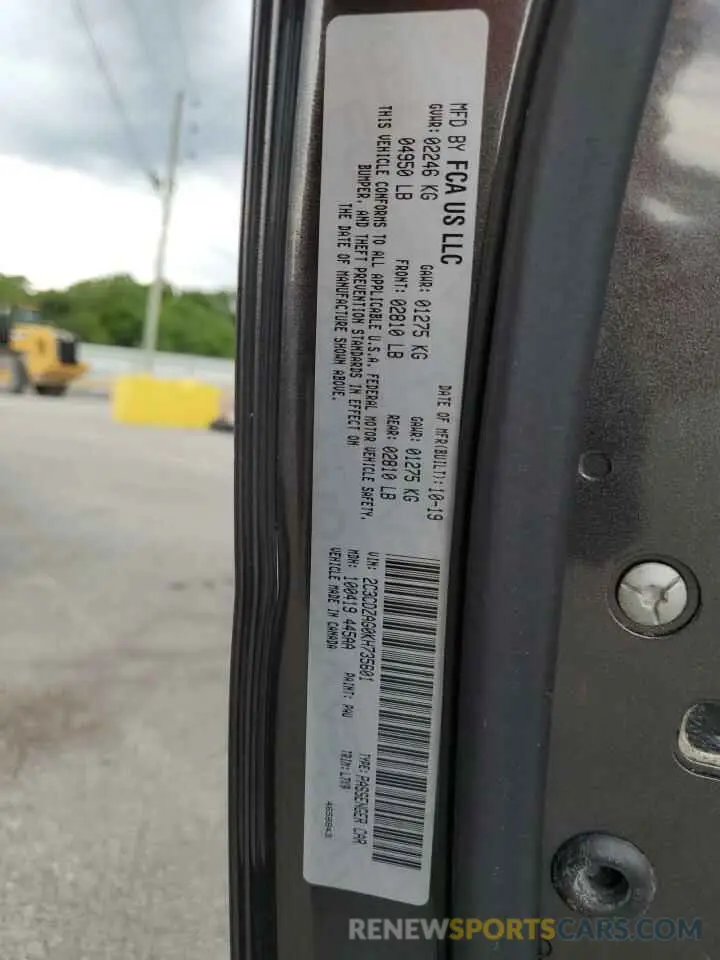 MFD BY FCA US LLC
DATE OF MFR(BUILT): 10-19
GVWR: 02246 KG
GAWR: 01275 KG
GAWR: 01275 KG
04950 LB
FRONT: 02810 LB
REAR: 02810 LB
THIS VEHICLE CONFORMS TO ALL APPLICABLE U.S.A. FEDERAL MOTOR VEHICLE SAFETY,
BUMPER, AND THEFT PREVENTION STANDARDS IN EFFECT ON
THE DATE OF MANUFACTURE SHOWN ABOVE.
VIN: 2C3CDZAG0KH735601
TYPE: PASSENGER CAR
MDH: 100419 445AA
PAINT: PAU
TRIM: L7X9
VEHICLE MADE IN CANADA
RENEWSPORTSCARS.COM